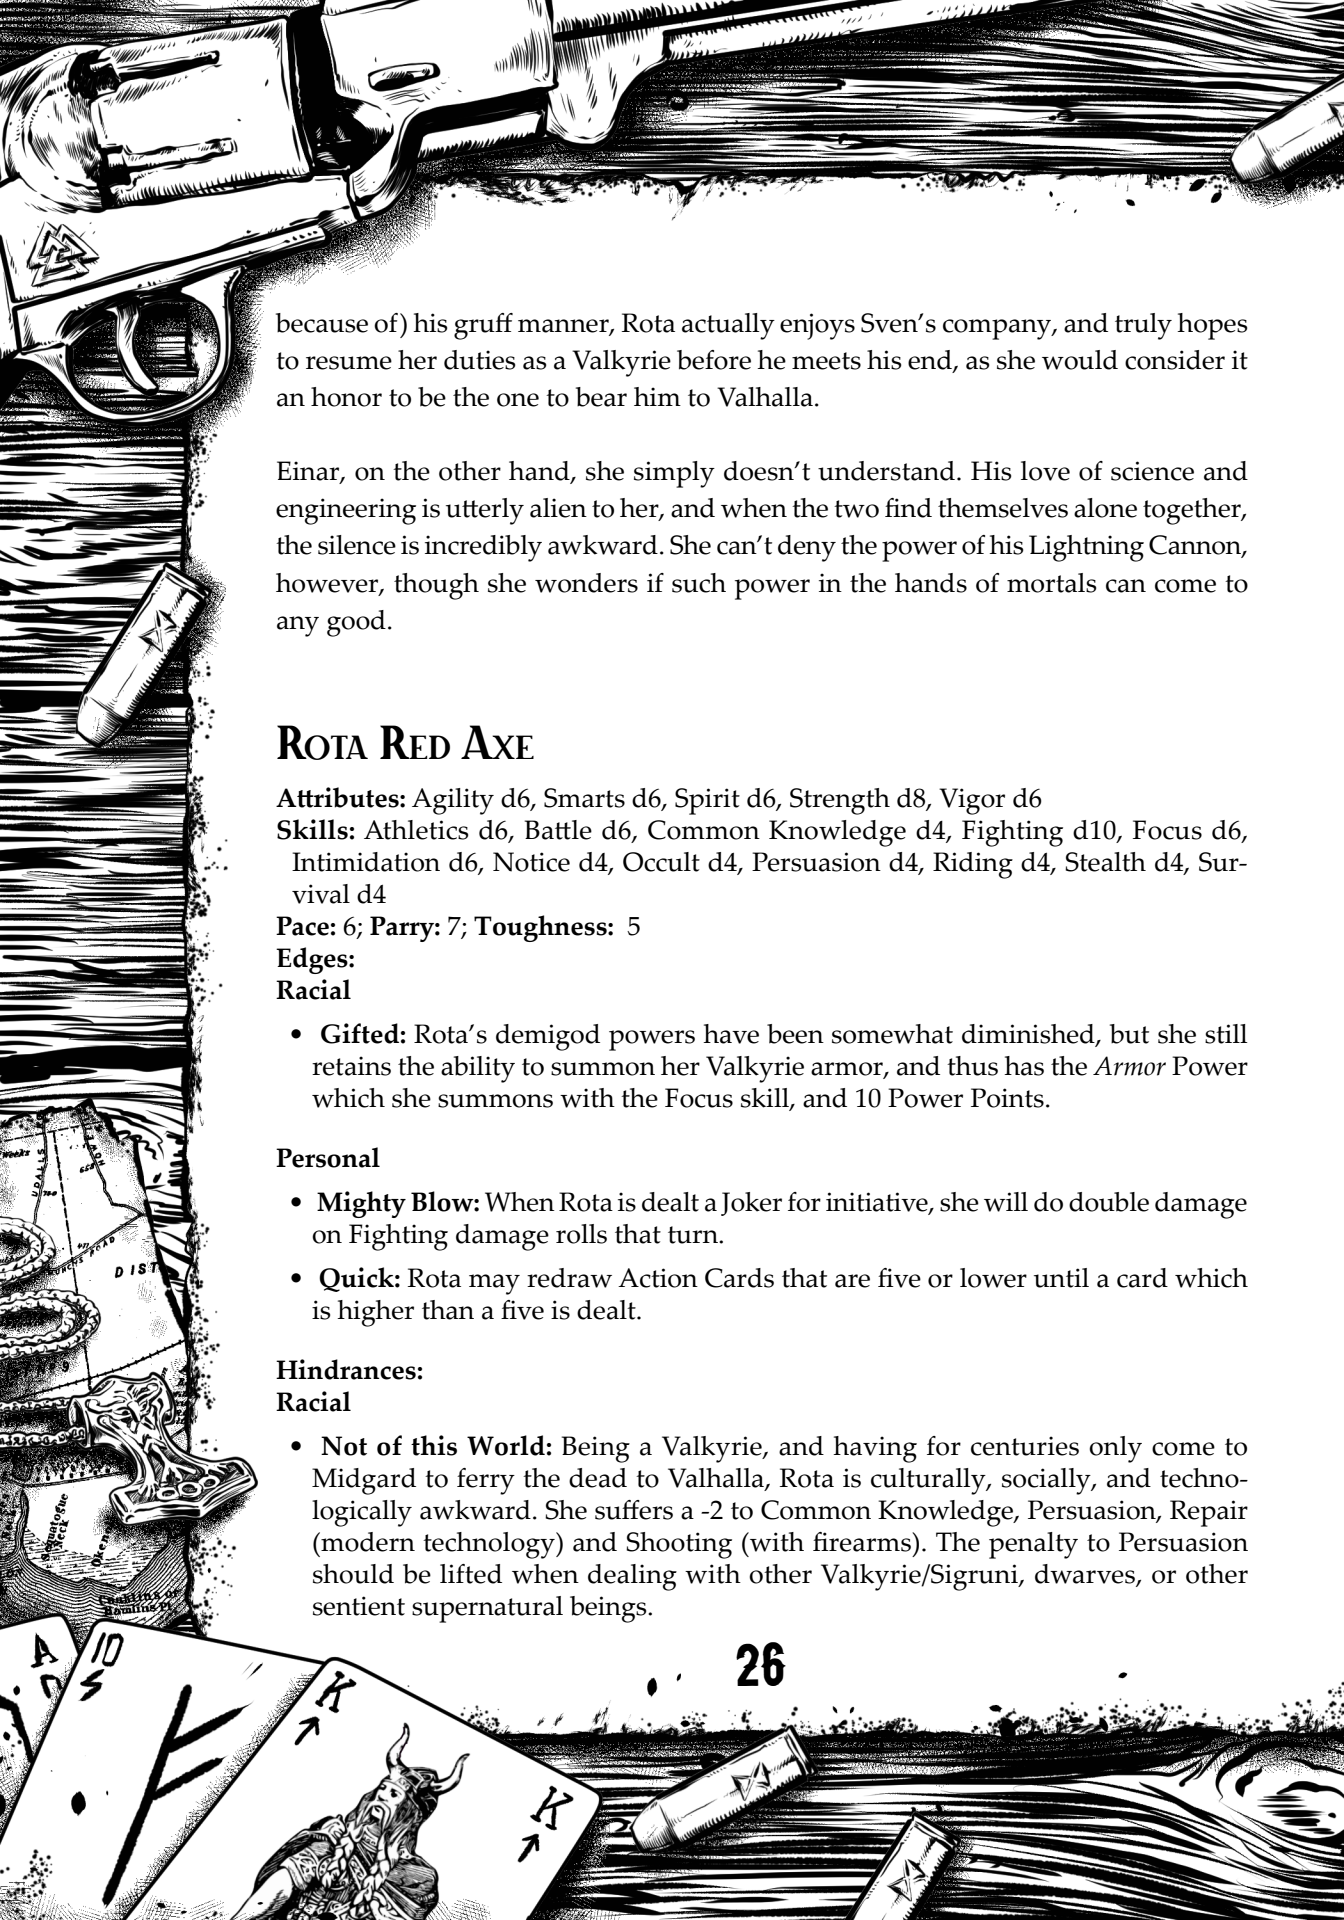 because of) his gruff manner, Rota actually enjoys Sven’s company, and truly hopes
to resume her duties as a Valkyrie before he meets his end, as she would consider it
an honor to be the one to bear him to Valhalla.
Einar, on the other hand, she simply doesn’t understand. His love of science and
engineering is utterly alien to her, and when the two find themselves alone together,
the silence is incredibly awkward. She can’t deny the power of his Lightning Cannon,
however, though she wonders if such power in the hands of mortals can come to
any good.
Rota Red Axe
Attributes: Agility d6, Smarts d6, Spirit d6, Strength d8, Vigor d6
Skills: Athletics d6, Battle d6, Common Knowledge d4, Fighting d10, Focus d6,
Intimidation d6, Notice d4, Occult d4, Persuasion d4, Riding d4, Stealth d4, Sur-
vival d4
Pace: 6; Parry: 7; Toughness: 5
Edges:
Racial
• Gifted: Rota’s demigod powers have been somewhat diminished, but she still
retains the ability to summon her Valkyrie armor, and thus has the Armor Power
which she summons with the Focus skill, and 10 Power Points.
Personal
• Mighty Blow: When Rota is dealt a Joker for initiative, she will do double damage
on Fighting damage rolls that turn.
• Quick: Rota may redraw Action Cards that are five or lower until a card which
is higher than a five is dealt.
Hindrances:
Racial
• Not of this World: Being a Valkyrie, and having for centuries only come to
Midgard to ferry the dead to Valhalla, Rota is culturally, socially, and techno-
logically awkward. She suffers a -2 to Common Knowledge, Persuasion, Repair
(modern technology) and Shooting (with firearms). The penalty to Persuasion
should be lifted when dealing with other Valkyrie/Sigruni, dwarves, or other
sentient supernatural beings.
26
UDALLS
DIST
Neck
Oken
A
10
K
K